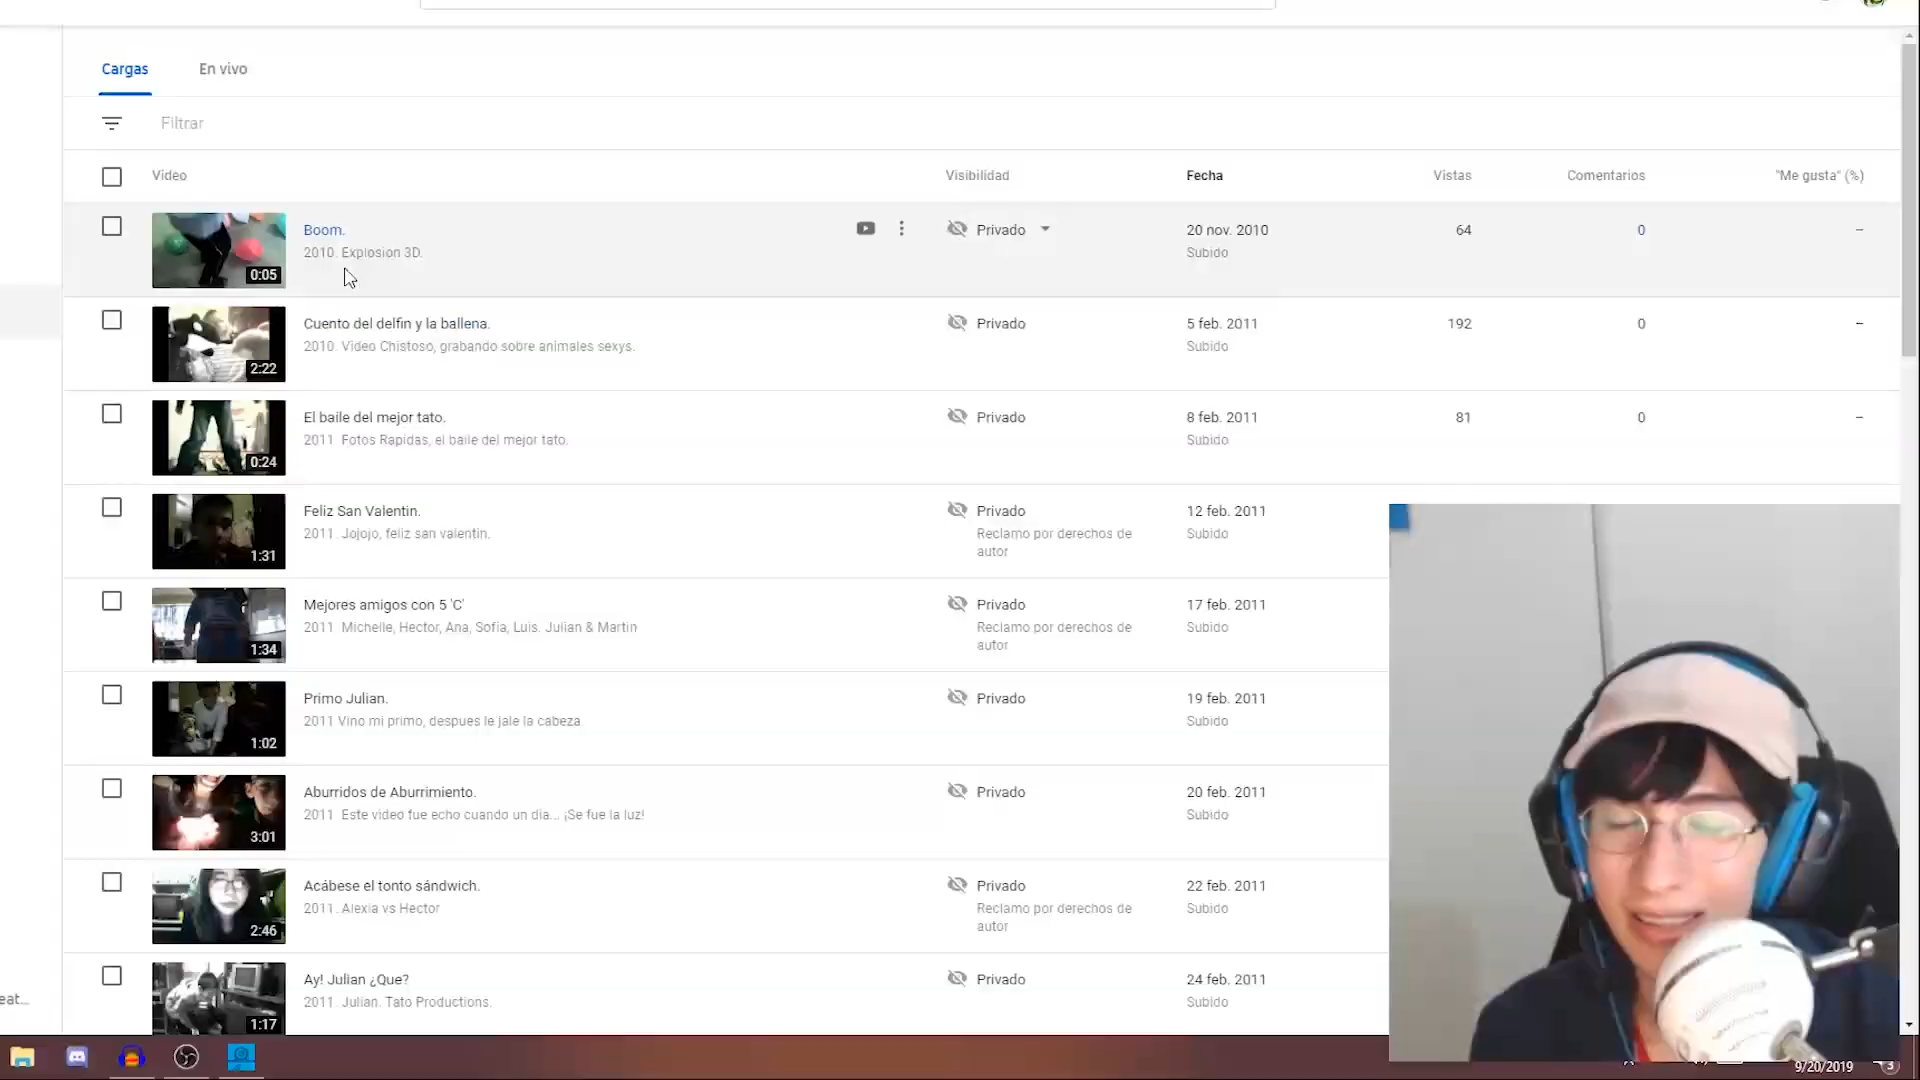 Cargas
En vivo
Filtrar
Video
Visibilidad
Fecha
Vistas
Comentarios
"Me gusta" (%)
0:05
Boom.
2010. Explosion 3D.
Privado
20 nov. 2010
Subido
64
0
–
2:22
Cuento del delfin y la ballena.
2010. Video Chistoso, grabando sobre animales sexys.
Privado
5 feb. 2011
Subido
192
0
–
0:24
El baile del mejor tato.
2011 Fotos Rapidas, el baile del mejor tato.
Privado
8 feb. 2011
Subido
81
0
–
1:31
Feliz San Valentin.
2011. Jojojo, feliz san valentin.
Privado
Reclamo por derechos de
autor
12 feb. 2011
Subido
1:34
Mejores amigos con 5 'C'
2011 Michelle, Hector, Ana, Sofia, Luis. Julian & Martin
Privado
Reclamo por derechos de
autor
17 feb. 2011
Subido
1:02
Primo Julian.
2011 Vino mi primo, despues le jale la cabeza
Privado
19 feb. 2011
Subido
3:01
Aburridos de Aburrimiento.
2011 Este video fue echo cuando un dia... ¡Se fue la luz!
Privado
20 feb. 2011
Subido
2:46
Acábese el tonto sándwich.
2011. Alexia vs Hector
Privado
Reclamo por derechos de
autor
22 feb. 2011
Subido
eat...
1:17
Ay! Julian ¿Que?
2011. Julian. Tato Productions.
Privado
24 feb. 2011
Subido
9/20/2019
3